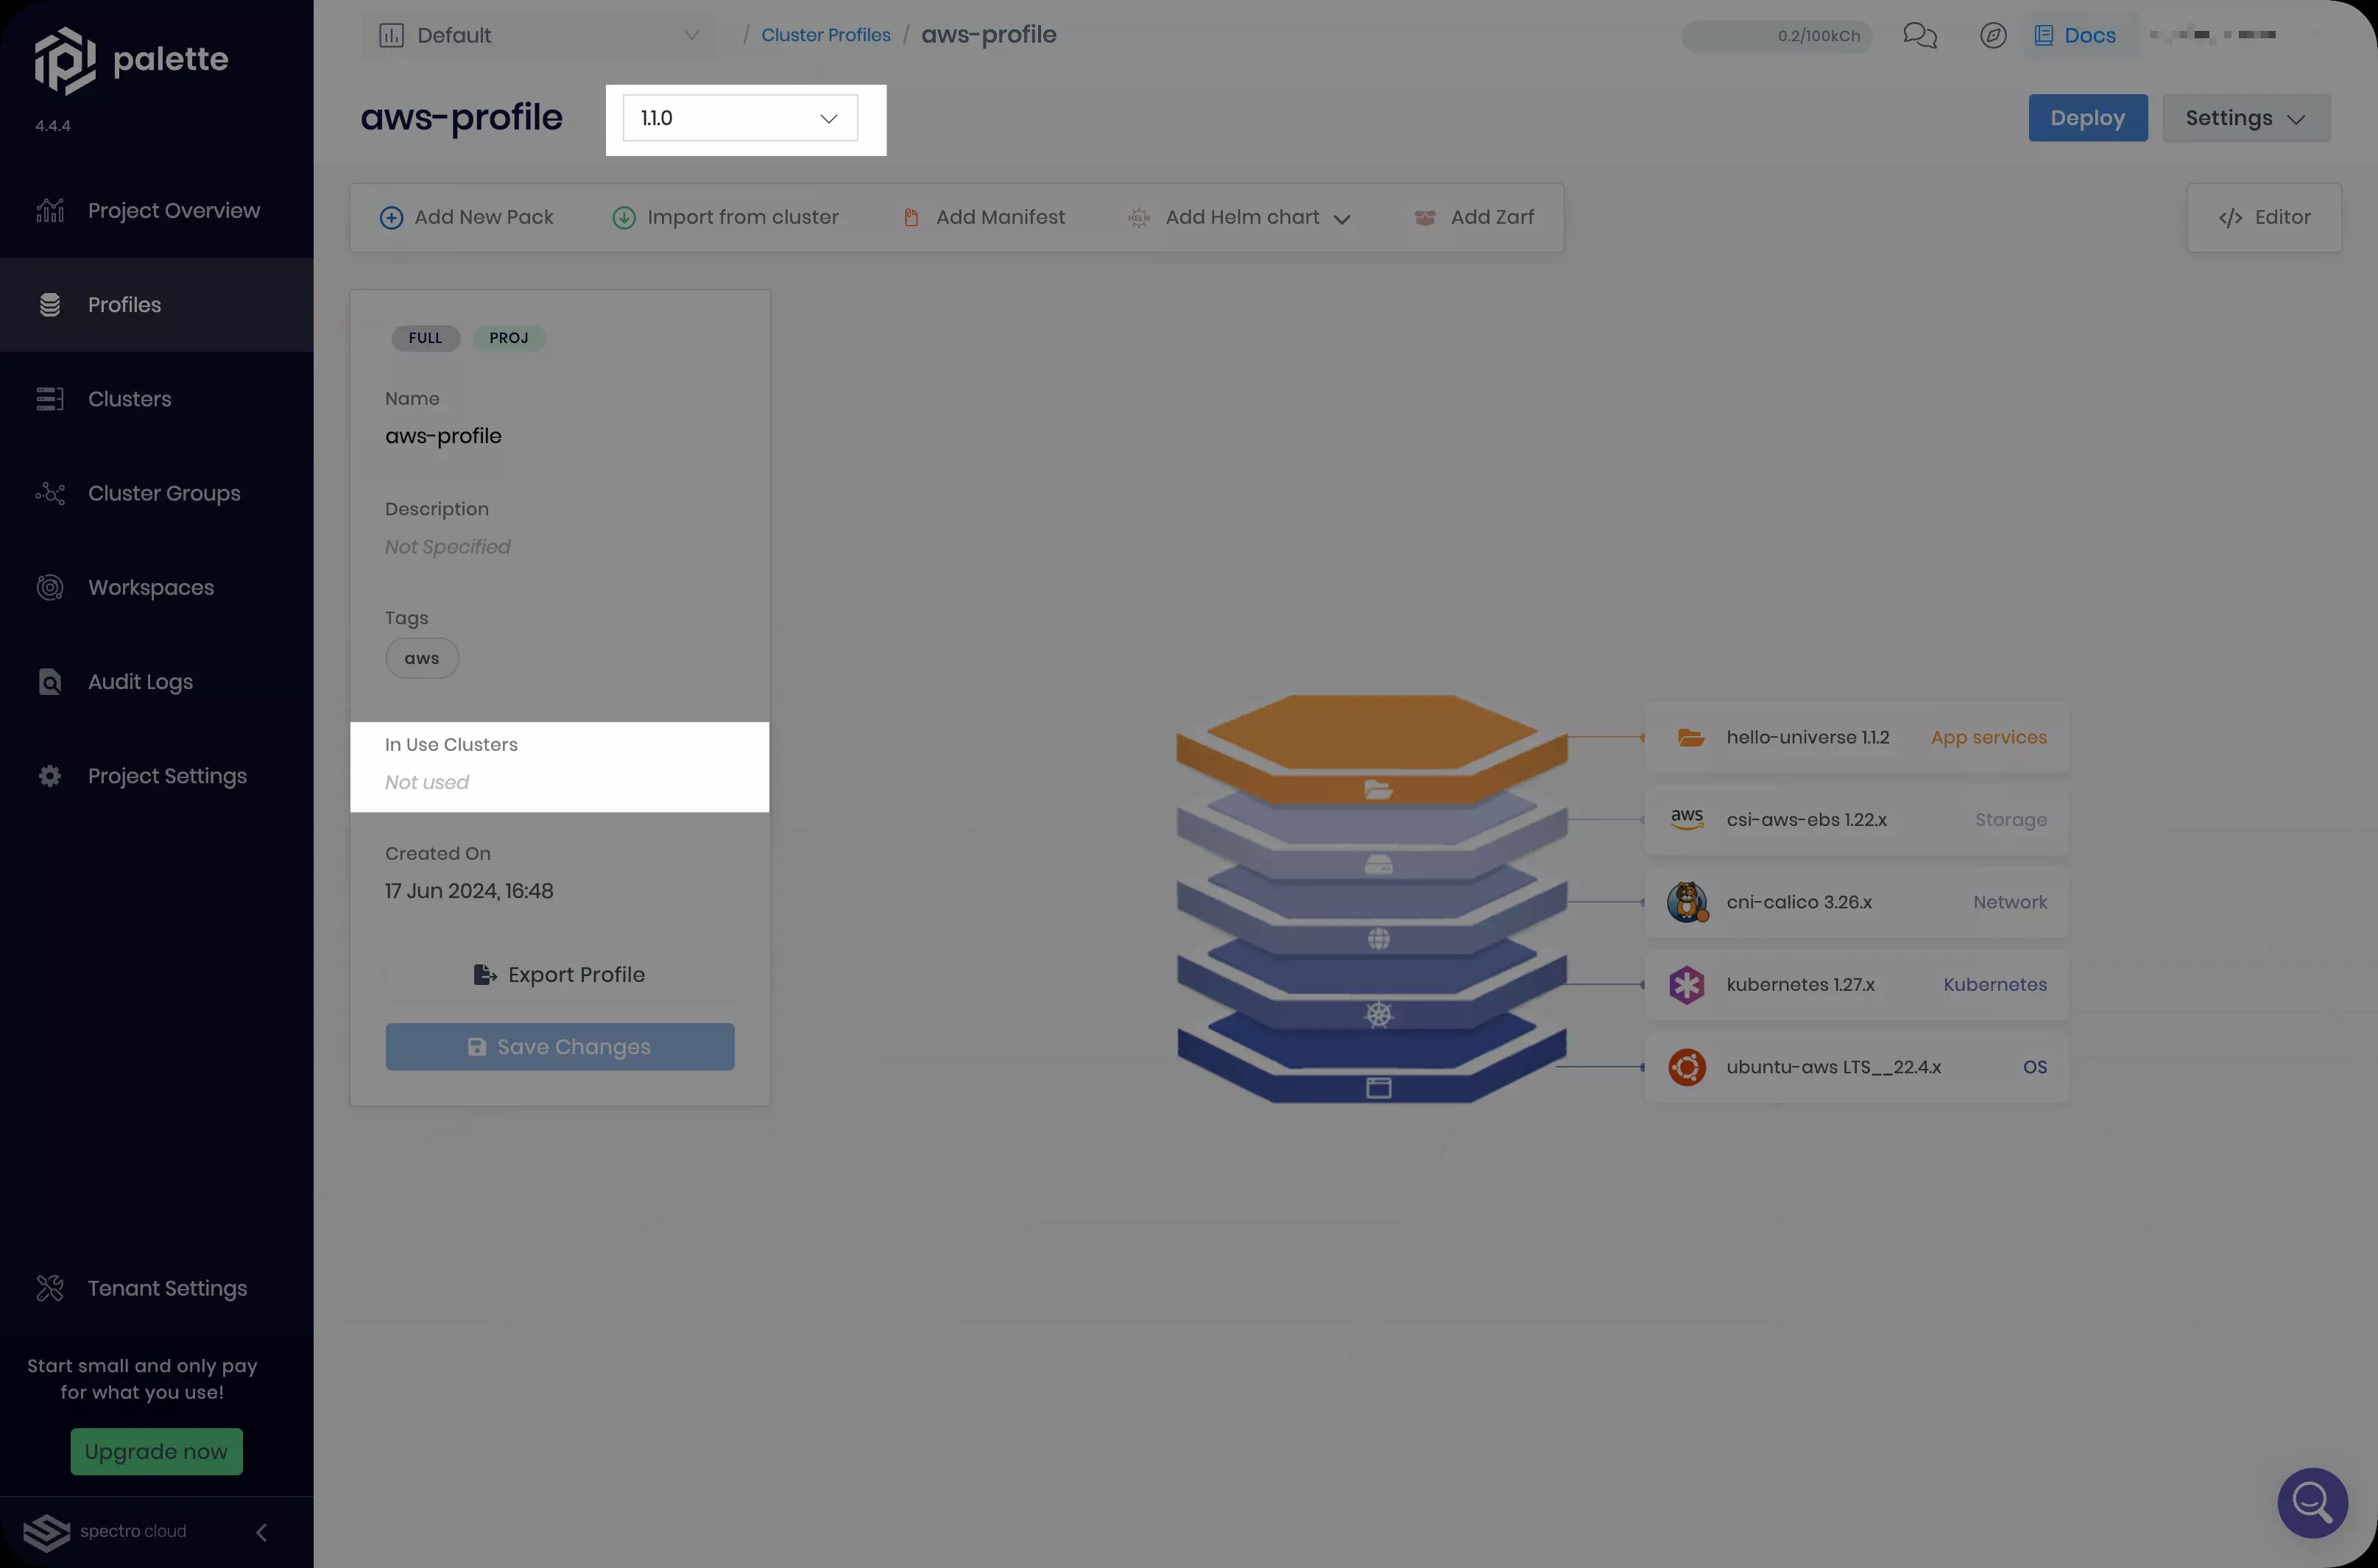 palette
4.4.4
Project Overview
Profiles
Clusters
Cluster Groups
Workspaces
Audit Logs
Project Settings
Tenant Settings
Start small and only pay
for what you use!
Upgrade now
spectro cloud
Default
/ Cluster Profiles / aws-profile
0.2/100kCh
Docs
aws-profile
1.1.0
Deploy
Settings
Add New Pack
Import from cluster
Add Manifest
HELM
Add Helm chart
Add Zarf
</> Editor
FULL
PROJ
Name
aws-profile
Description
Not Specified
Tags
aws
In Use Clusters
Not used
Created On
17 Jun 2024, 16:48
Export Profile
Save Changes
hello-universe 1.1.2 App services
aws csi-aws-ebs 1.22.x Storage
cni-calico 3.26.x Network
kubernetes 1.27.x Kubernetes
ubuntu-aws LTS__22.4.x OS